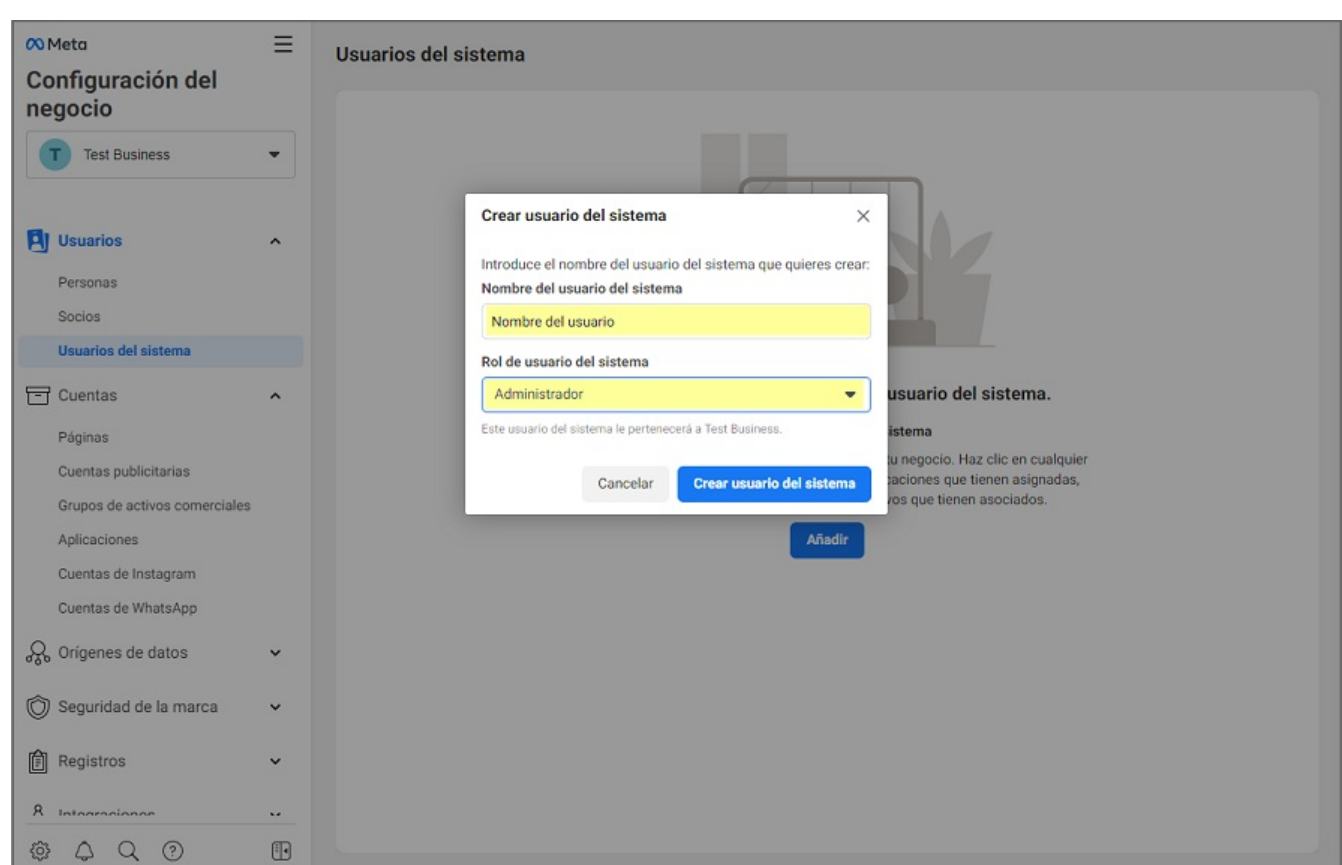 Meta
Configuración del
negocio
T Test Business
Usuarios
Personas
Socios
Usuarios del sistema
Cuentas
Páginas
Cuentas publicitarias
Grupos de activos comerciales
Aplicaciones
Cuentas de Instagram
Cuentas de WhatsApp
Orígenes de datos
Seguridad de la marca
Registros
Integraciones
Usuarios del sistema
Crear usuario del sistema
Introduce el nombre del usuario del sistema que quieres crear:
Nombre del usuario del sistema
Nombre del usuario
Rol de usuario del sistema
Administrador
Este usuario del sistema le pertenecerá a Test Business.
Cancelar
Crear usuario del sistema
usuario del sistema.
istema
tu negocio. Haz clic en cualquier
caciones que tienen asignadas,
vos que tienen asociados.
Añadir